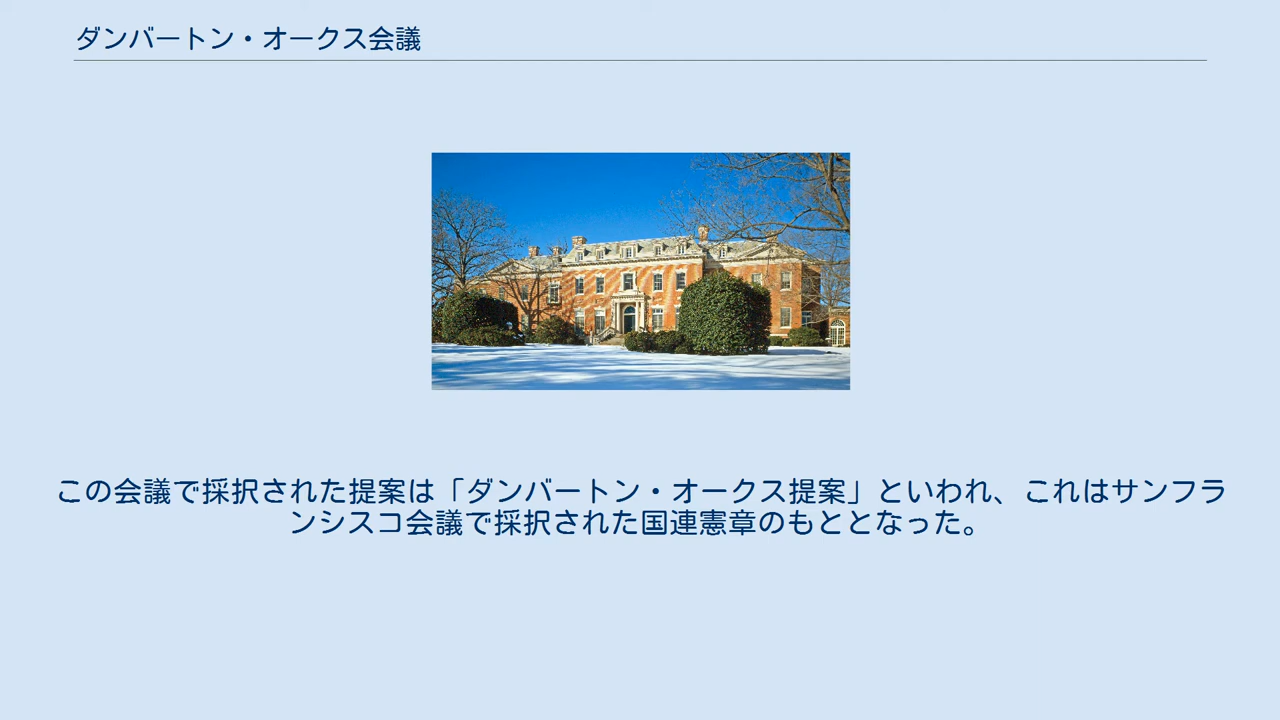 ダンバートン・オークス会議
この会議で採択された提案は「ダンバートン・オークス提案」といわれ、これはサンフラ
ンシスコ会議で採択された国連憲章のもととなった。